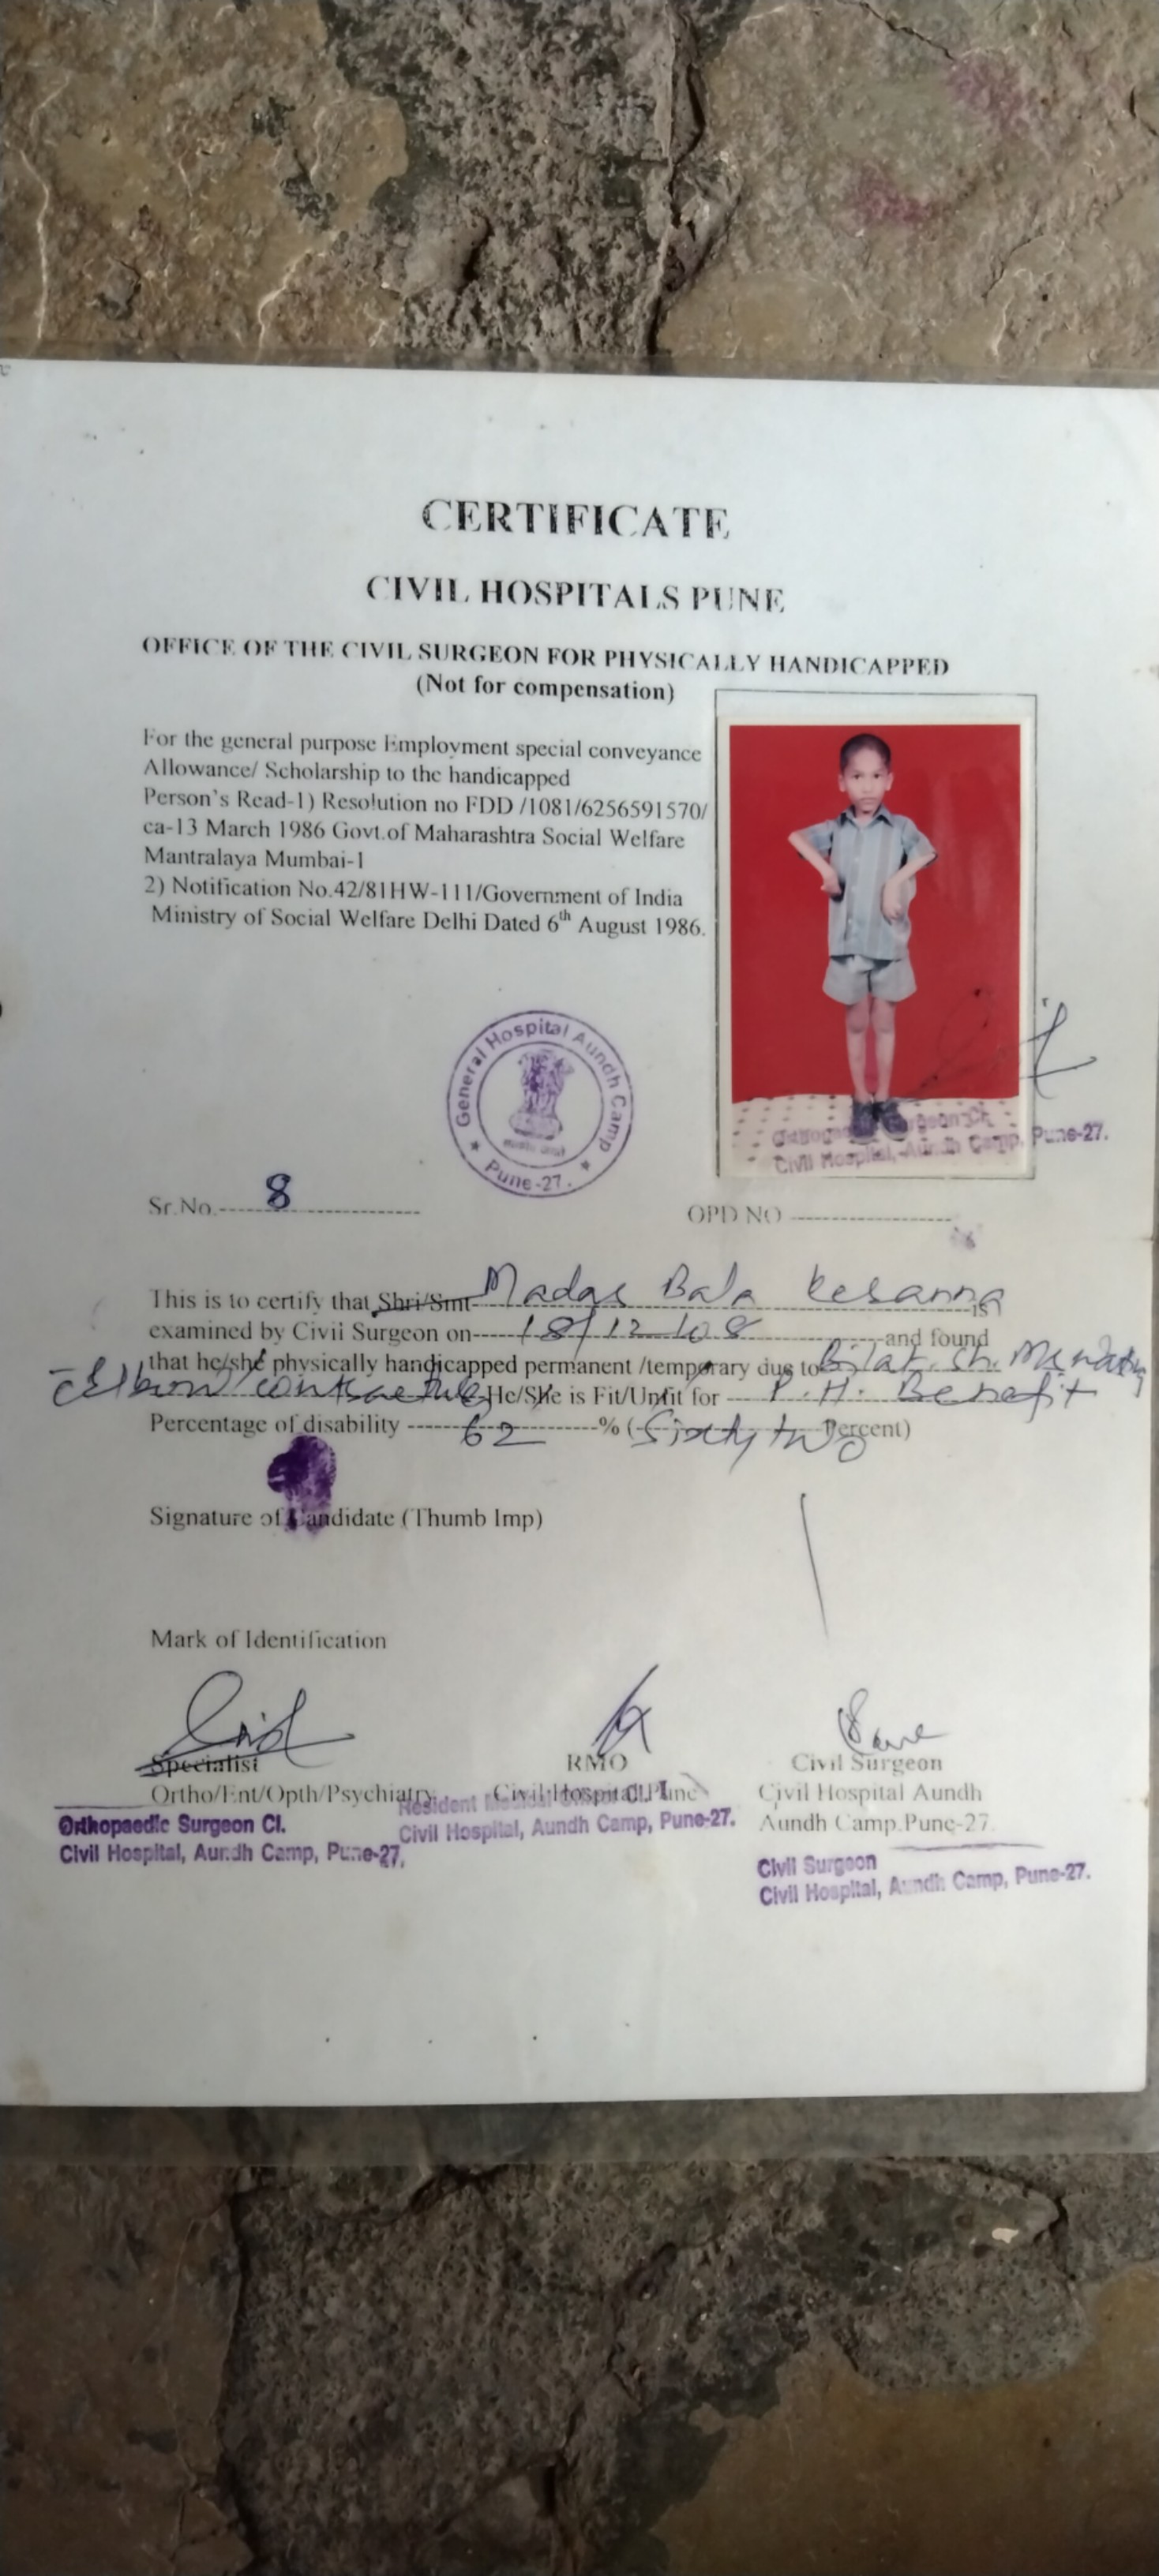 CERTIFICATE
CIVIL HOSPITALS PUNE
OFFICE OF THE CIVIL SURGEON FOR PHYSICALLY HANDICAPPED
(Not for compensation)
For the general purpose Employment special conveyance
Allowance/ Scholarship to the handicapped
Person's Read-1) Resolution no FDD /1081/6256591570/
ca-13 March 1986 Govt.of Maharashtra Social Welfare
Mantralaya Mumbai-1
2) Notification No.42/81HW-111/Government of India
Ministry of Social Welfare Delhi Dated 6th August 1986.
General Hospital Aundh Camp
Pune-27.
Civil Hospital, Aundh Camp, Pune-27.
Sr.No. 8
OPD NO
This is to certify that Shri/Smt Madas Bala Kesanna is
examined by Civil Surgeon on 18/12/08 and found
that he/she physically handicapped permanent /temporary due to Bilat. sh.
Elbow contracture He/She is Fit/Unfit for P.H. Benefit
Percentage of disability 62 % (Sixty two Percent)
Signature of Candidate (Thumb Imp)
Mark of Identification
Specialist
Ortho/Ent/Opth/Psychiatry
Orthopaedic Surgeon Cl.
Civil Hospital, Aundh Camp, Pune-27,
RMO
Civil Hospital Pune
Resident Medical Cl. I
Civil Hospital, Aundh Camp, Pune-27.
Civil Surgeon
Civil Hospital Aundh
Aundh Camp.Pune-27.
Civil Surgeon
Civil Hospital, Aundh Camp, Pune-27.